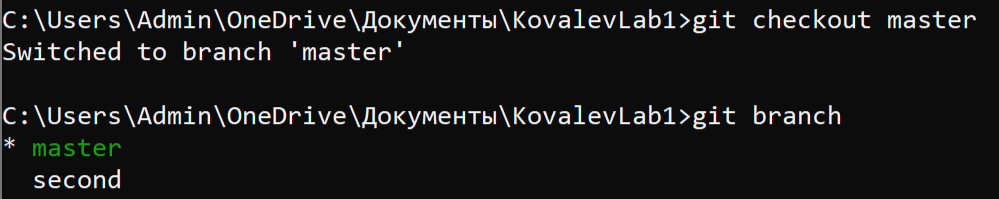 C:\Users\Admin\OneDrive\Документы\KovalevLab1>git checkout master
Switched to branch 'master'
C:\Users\Admin\OneDrive\Документы\KovalevLab1>git branch
* master
  second